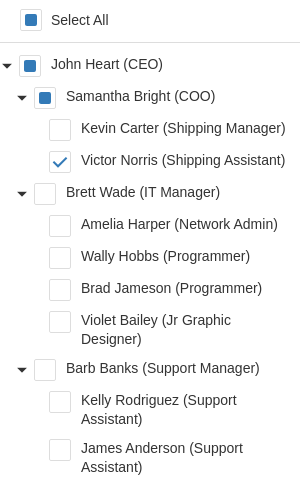 Select All
John Heart (CEO)
Samantha Bright (COO)
Kevin Carter (Shipping Manager)
Victor Norris (Shipping Assistant)
Brett Wade (IT Manager)
Amelia Harper (Network Admin)
Wally Hobbs (Programmer)
Brad Jameson (Programmer)
Violet Bailey (Jr Graphic
Designer)
Barb Banks (Support Manager)
Kelly Rodriguez (Support
Assistant)
James Anderson (Support
Assistant)